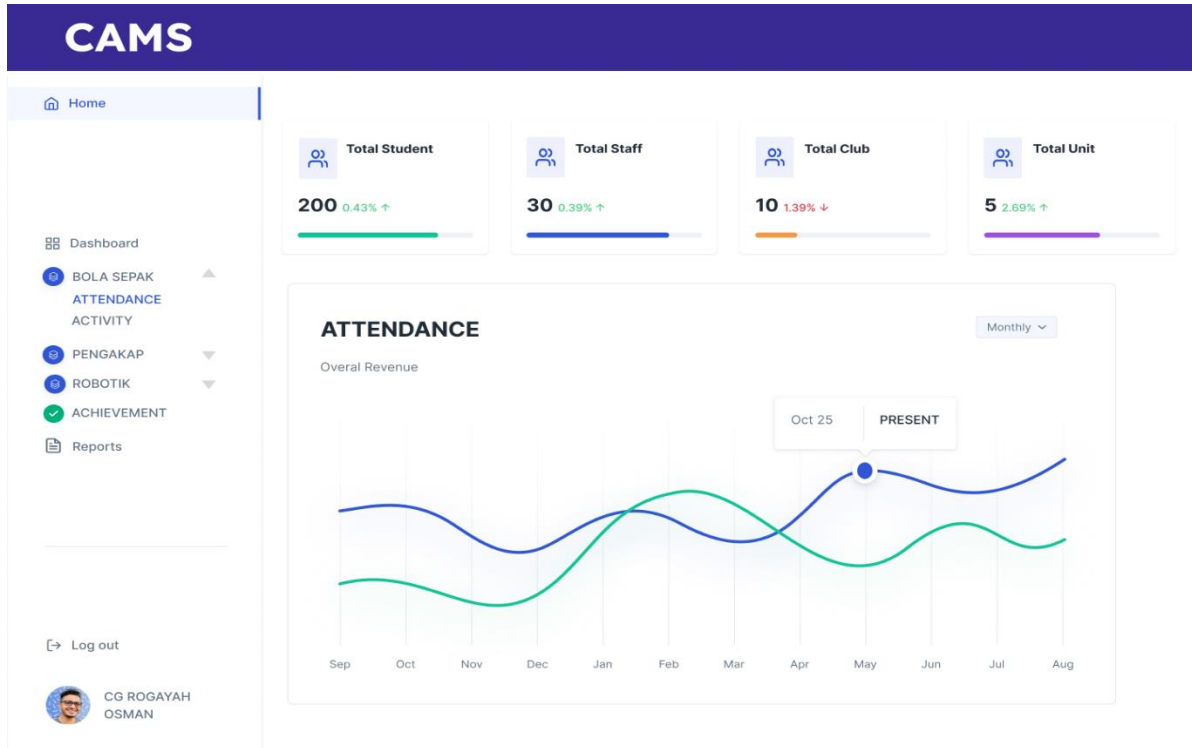 CAMS
Home
Total Student
200 0.43% ↑
Total Staff
30 0.39% ↑
Total Club
10 1.39% ↓
Total Unit
5 2.69% ↑
Dashboard
BOLA SEPAK
ATTENDANCE
ACTIVITY
PENGAKAP
ROBOTIK
ACHIEVEMENT
Reports
Log out
CG ROGAYAH
OSMAN
ATTENDANCE
Monthly
Overal Revenue
Oct 25 PRESENT
Sep Oct Nov Dec Jan Feb Mar Apr May Jun Jul Aug